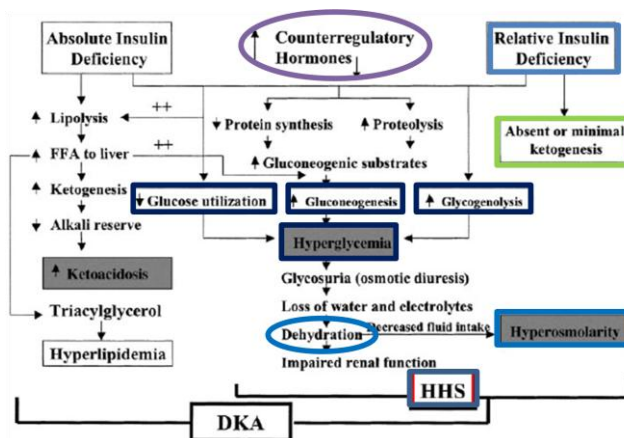 Absolute Insulin
Deficiency
Counterregulatory
Hormones
Relative Insulin
Deficiency
Lipolysis
++
Protein synthesis
Proteolysis
Absent or minimal
ketogenesis
FFA to liver
++
Gluconeogenic substrates
Ketogenesis
Glucose utilization
Gluconeogenesis
Glycogenolysis
Alkali reserve
Hyperglycemia
Ketoacidosis
Glycosuria (osmotic diuresis)
Triacylglycerol
Loss of water and electrolytes
Decreased fluid intake
Dehydration
Hyperosmolarity
Hyperlipidemia
Impaired renal function
HHS
DKA